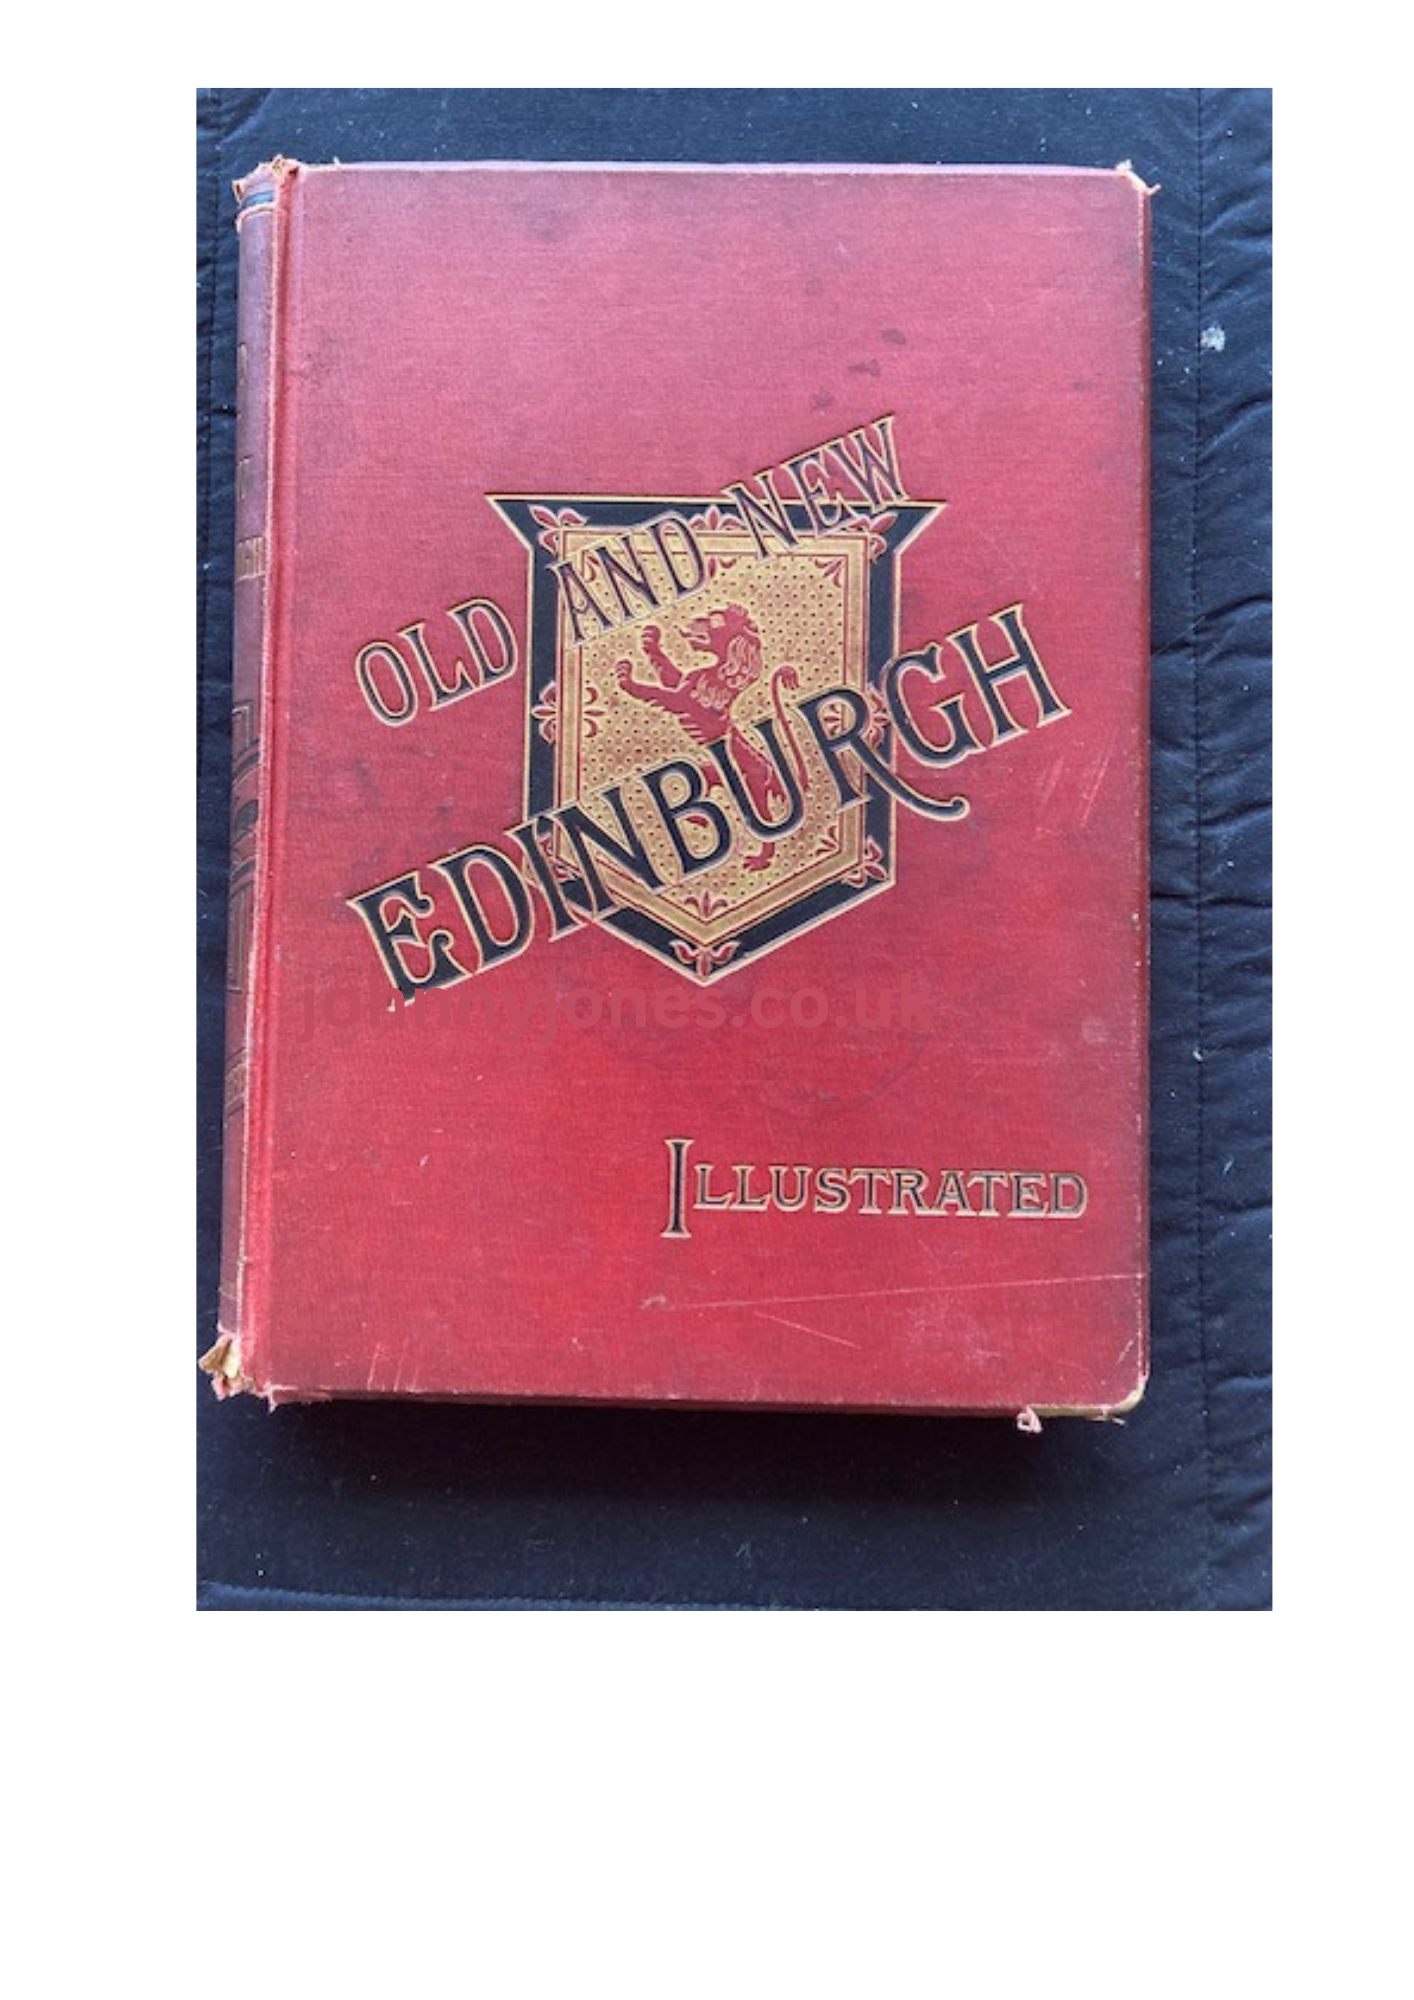 OLD AND NEW
EDINBURGH
johnnyjones.co.uk
ILLUSTRATED